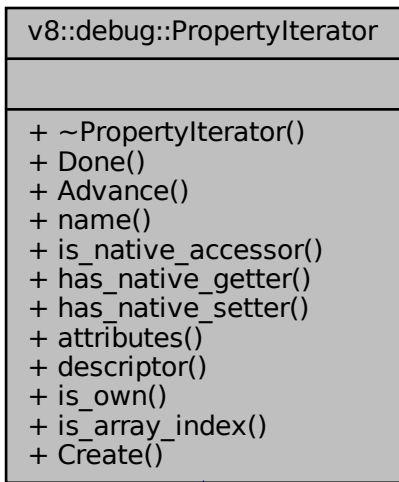 v8::debug::PropertyIterator
+ ~PropertyIterator()
+ Done()
+ Advance()
+ name()
+ is_native_accessor()
+ has_native_getter()
+ has_native_setter()
+ attributes()
+ descriptor()
+ is_own()
+ is_array_index()
+ Create()